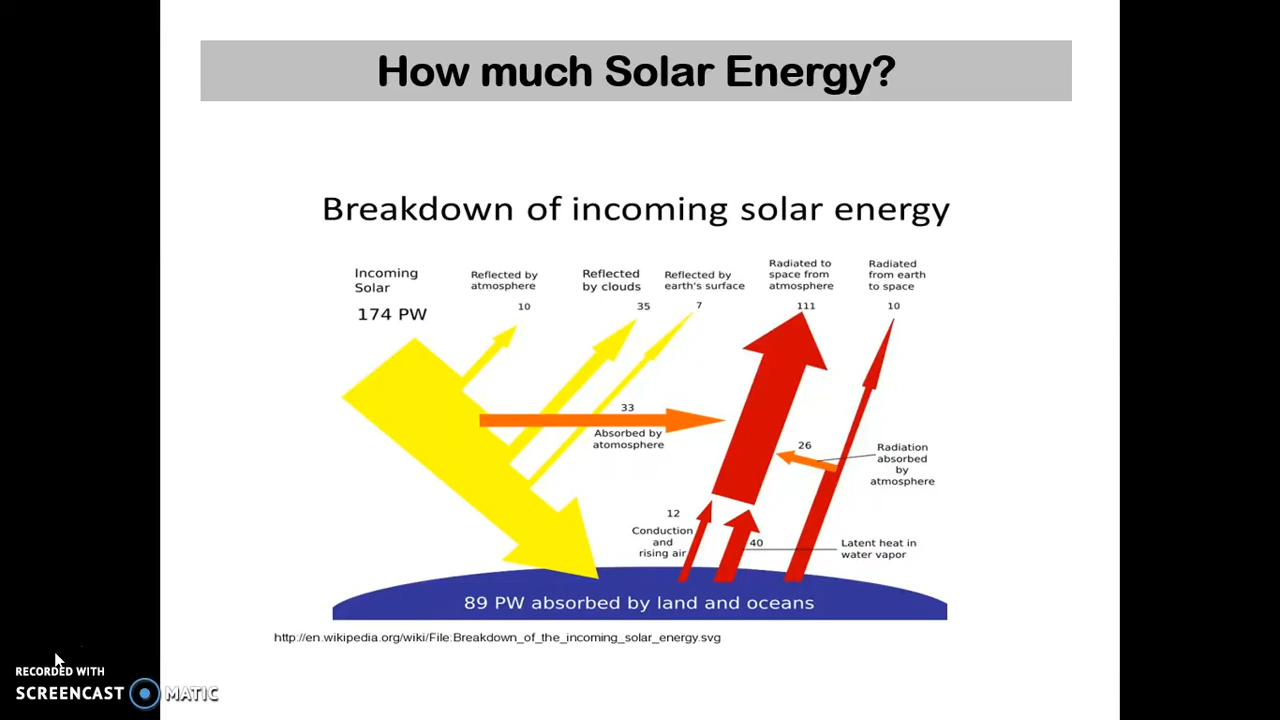 How much Solar Energy?
Breakdown of incoming solar energy
Incoming
Solar
174 PW
Reflected by
atmosphere
10
Reflected
by clouds
35
Reflected by
earth's surface
7
Radiated to
space from
atmosphere
111
Radiated
from earth
to space
10
33
Absorbed by
atomosphere
26
Radiation
absorbed
by
atmosphere
12
Conduction
and
rising air
40
Latent heat in
water vapor
89 PW absorbed by land and oceans
http://en.wikipedia.org/wiki/File:Breakdown_of_the_incoming_solar_energy.svg
RECORDED WITH
SCREENCAST MATIC